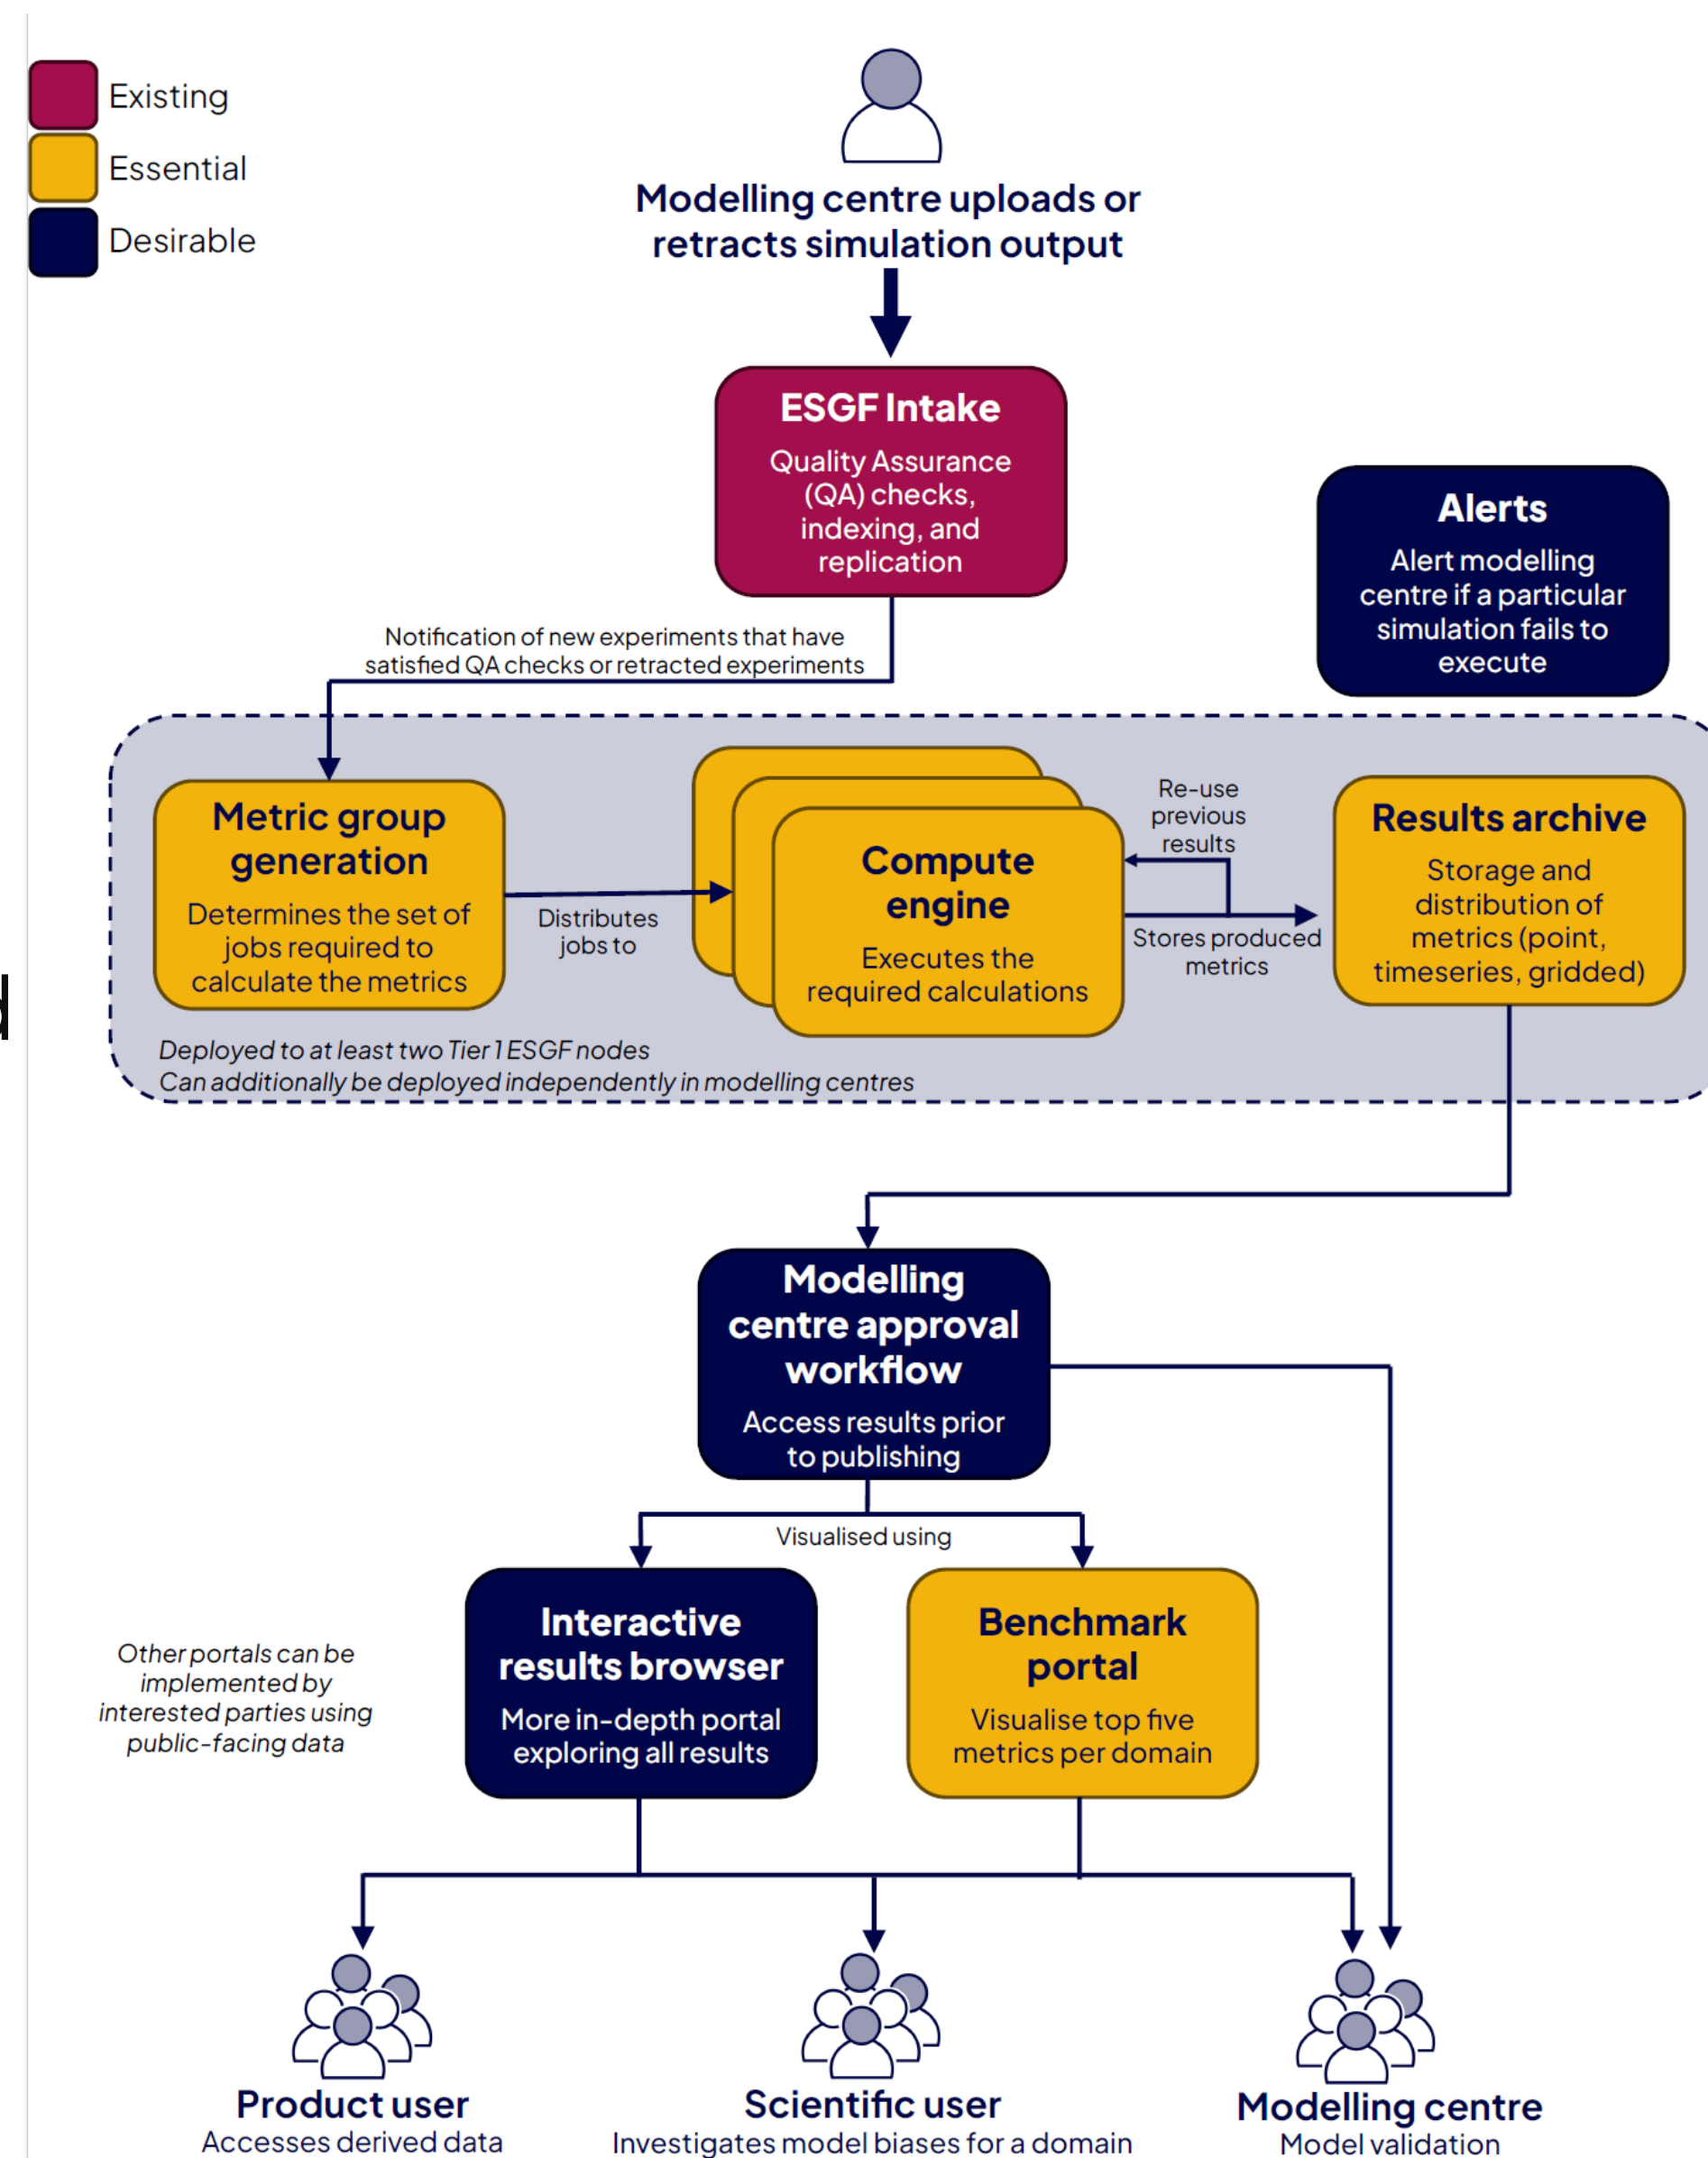 Existing
Essential
Desirable
Modelling centre uploads or
retracts simulation output
ESGF Intake
Quality Assurance
(QA) checks,
indexing, and
replication
Alerts
Alert modelling
centre if a particular
simulation fails to
execute
Notification of new experiments that have
satisfied QA checks or retracted experiments
Metric group
generation
Determines the set of
jobs required to
calculate the metrics
Distributes
jobs to
Compute
engine
Executes the
required calculations
Re-use
previous
results
Stores produced
metrics
Results archive
Storage and
distribution of
metrics (point,
timeseries, gridded)
Deployed to at least two Tier 1 ESGF nodes
Can additionally be deployed independently in modelling centres
Modelling
centre approval
workflow
Access results prior
to publishing
Visualised using
Interactive
results browser
More in-depth portal
exploring all results
Benchmark
portal
Visualise top five
metrics per domain
Other portals can be
implemented by
interested parties using
public-facing data
Product user
Accesses derived data
Scientific user
Investigates model biases for a domain
Modelling centre
Model validation